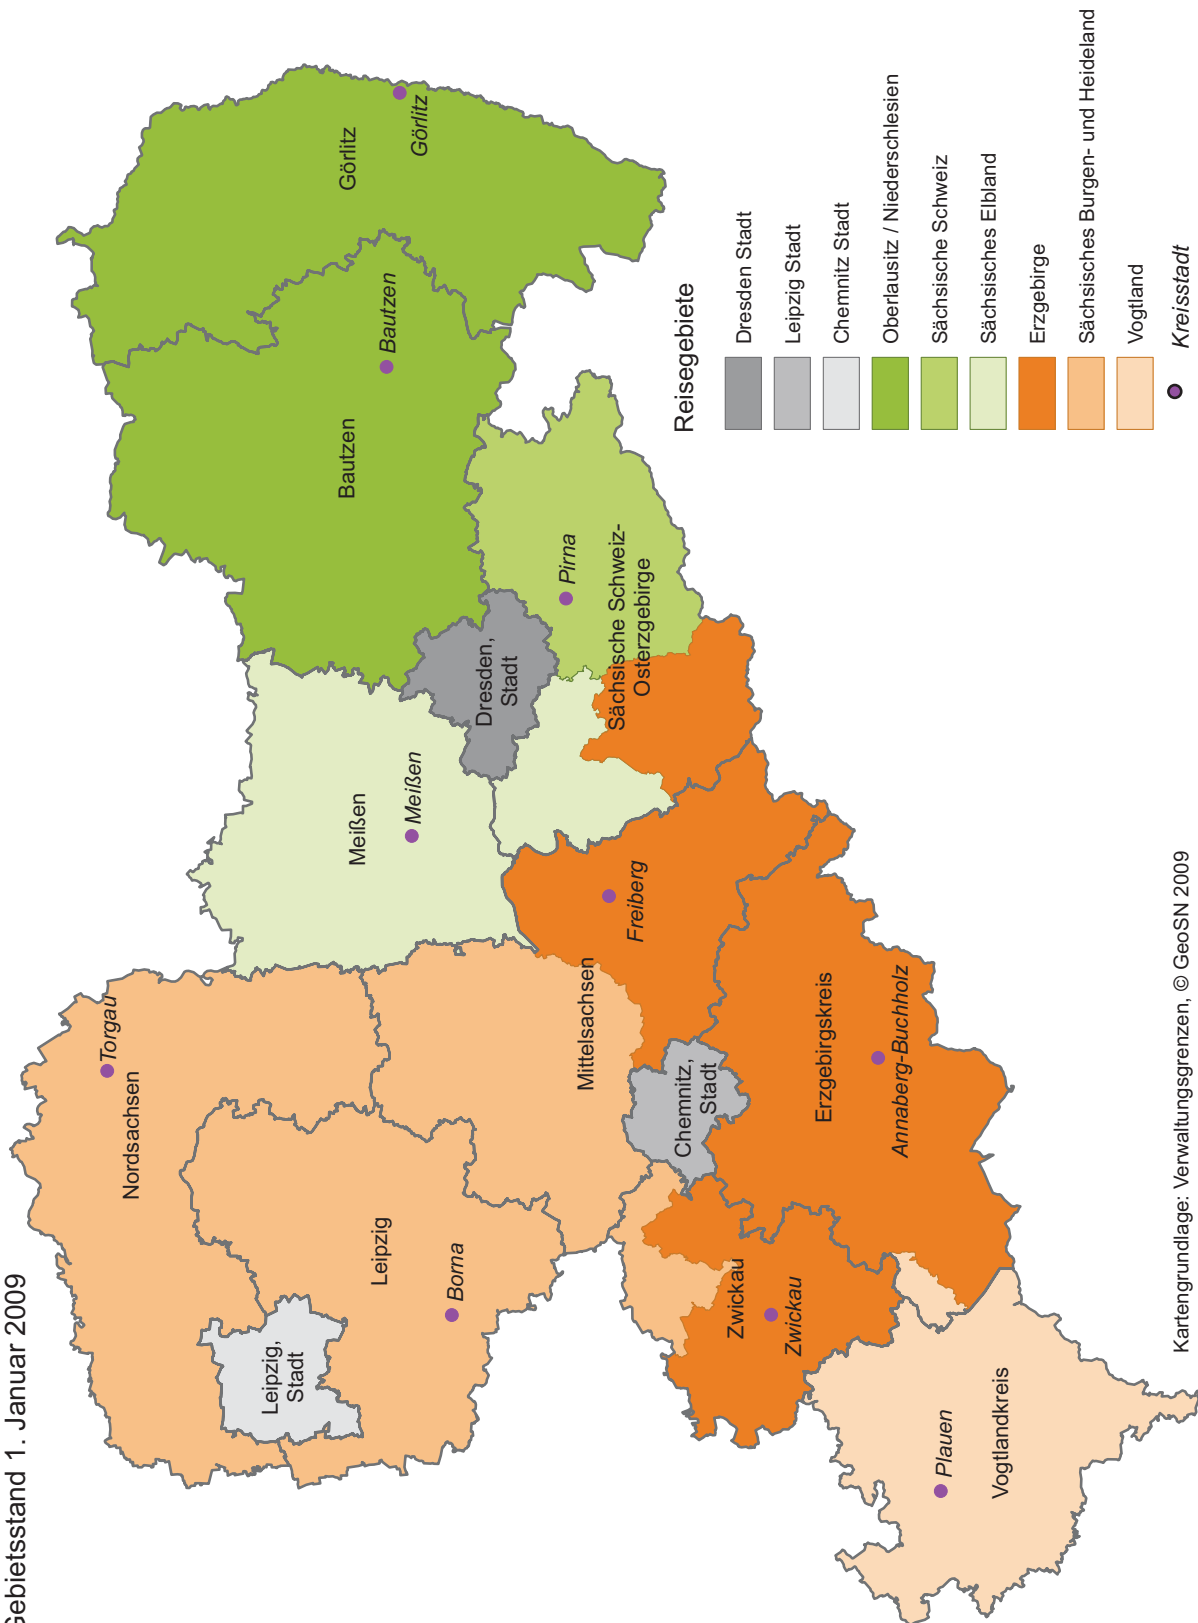 Gebietsstand 1. Januar 2009
Torgau
Nordsachsen
Leipzig,
Stadt
Leipzig
Borna
Meißen
Meißen
Mittelsachsen
Freiberg
Chemnitz,
Stadt
Zwickau
Zwickau
Erzgebirgskreis
Annaberg-Buchholz
Plauen
Vogtlandkreis
Dresden,
Stadt
Pirna
Sächsische Schweiz-
Osterzgebirge
Bautzen
Bautzen
Görlitz
Görlitz
Reisegebiete
Dresden Stadt
Leipzig Stadt
Chemnitz Stadt
Oberlausitz / Niederschlesien
Sächsische Schweiz
Sächsisches Elbland
Erzgebirge
Sächsisches Burgen- und Heideland
Vogtland
Kreisstadt
Kartengrundlage: Verwaltungsgrenzen, © GeoSN 2009